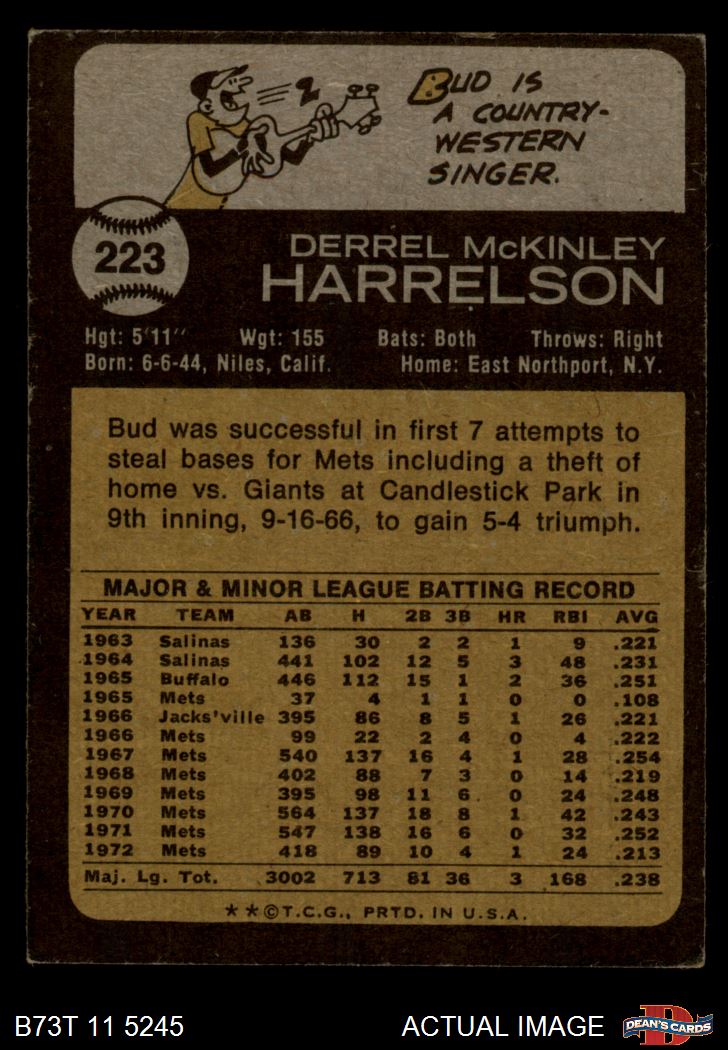 BUD IS
A COUNTRY-
WESTERN
SINGER.
223
DERREL McKINLEY
HARRELSON
Hgt: 5'11" Wgt: 155 Bats: Both Throws: Right
Born: 6-6-44, Niles, Calif. Home: East Northport, N.Y.
Bud was successful in first 7 attempts to
steal bases for Mets including a theft of
home vs. Giants at Candlestick Park in
9th inning, 9-16-66, to gain 5-4 triumph.
MAJOR & MINOR LEAGUE BATTING RECORD
YEAR TEAM AB H 2B 3B HR RBI AVG
1963 Salinas 136 30 2 2 1 9 .221
1964 Salinas 441 102 12 5 3 48 .231
1965 Buffalo 446 112 15 1 2 36 .251
1965 Mets 37 4 1 1 0 0 .108
1966 Jacks'ville 395 86 8 5 1 26 .221
1966 Mets 99 22 2 4 0 4 .222
1967 Mets 540 137 16 4 1 28 .254
1968 Mets 402 88 7 3 0 14 .219
1969 Mets 395 98 11 6 0 24 .248
1970 Mets 564 137 18 8 1 42 .243
1971 Mets 547 138 16 6 0 32 .252
1972 Mets 418 89 10 4 1 24 .213
Maj. Lg. Tot. 3002 713 81 36 3 168 .238
**©T.C.G., PRTD. IN U.S.A.
B73T 11 5245 ACTUAL IMAGE D DEAN'S CARDS